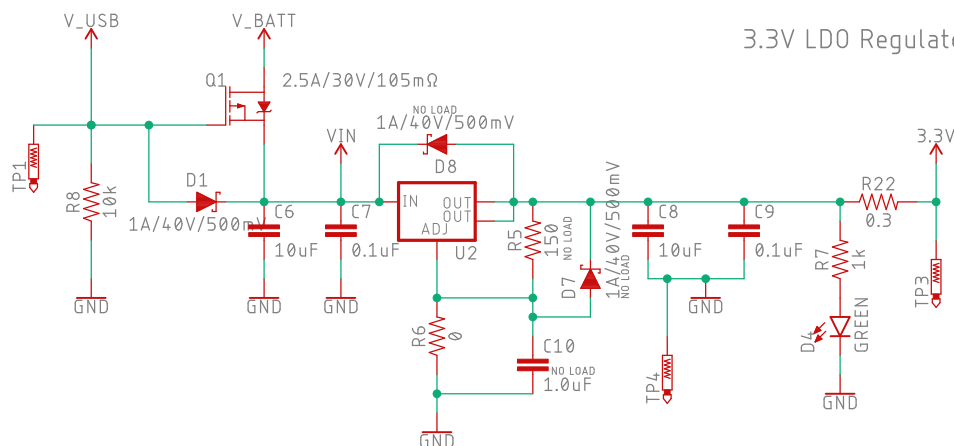 V_USB
V_BATT
3.3V LDO Regulato
Q1
2.5A/30V/105mΩ
NO LOAD
1A/40V/500mV
VIN
D8
3.3V
TP1
R8
10k
D1
1A/40V/500mV
C6
10uF
C7
0.1uF
IN
OUT
OUT
ADJ
U2
R5
150
NO LOAD
D7
1A/40V/500mV
NO LOAD
C8
10uF
C9
0.1uF
R22
0.3
R7
1k
TP3
GND
GND
GND
GND
R6
0
C10
NO LOAD
1.0uF
TP4
D4
GREEN
GND
GND